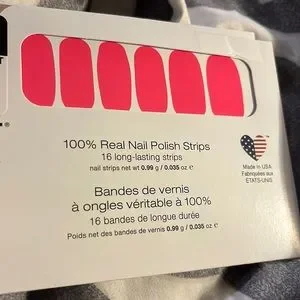 100% Real Nail Polish Strips
16 long-lasting strips
nail strips net wt 0.99 g / 0.035 oz ℮
Made in USA
Fabriquées aux
ÉTATS-UNIS
Bandes de vernis
à ongles véritable à 100%
16 bandes de longue durée
Poids net des bandes de vernis 0.99 g / 0.035 oz ℮